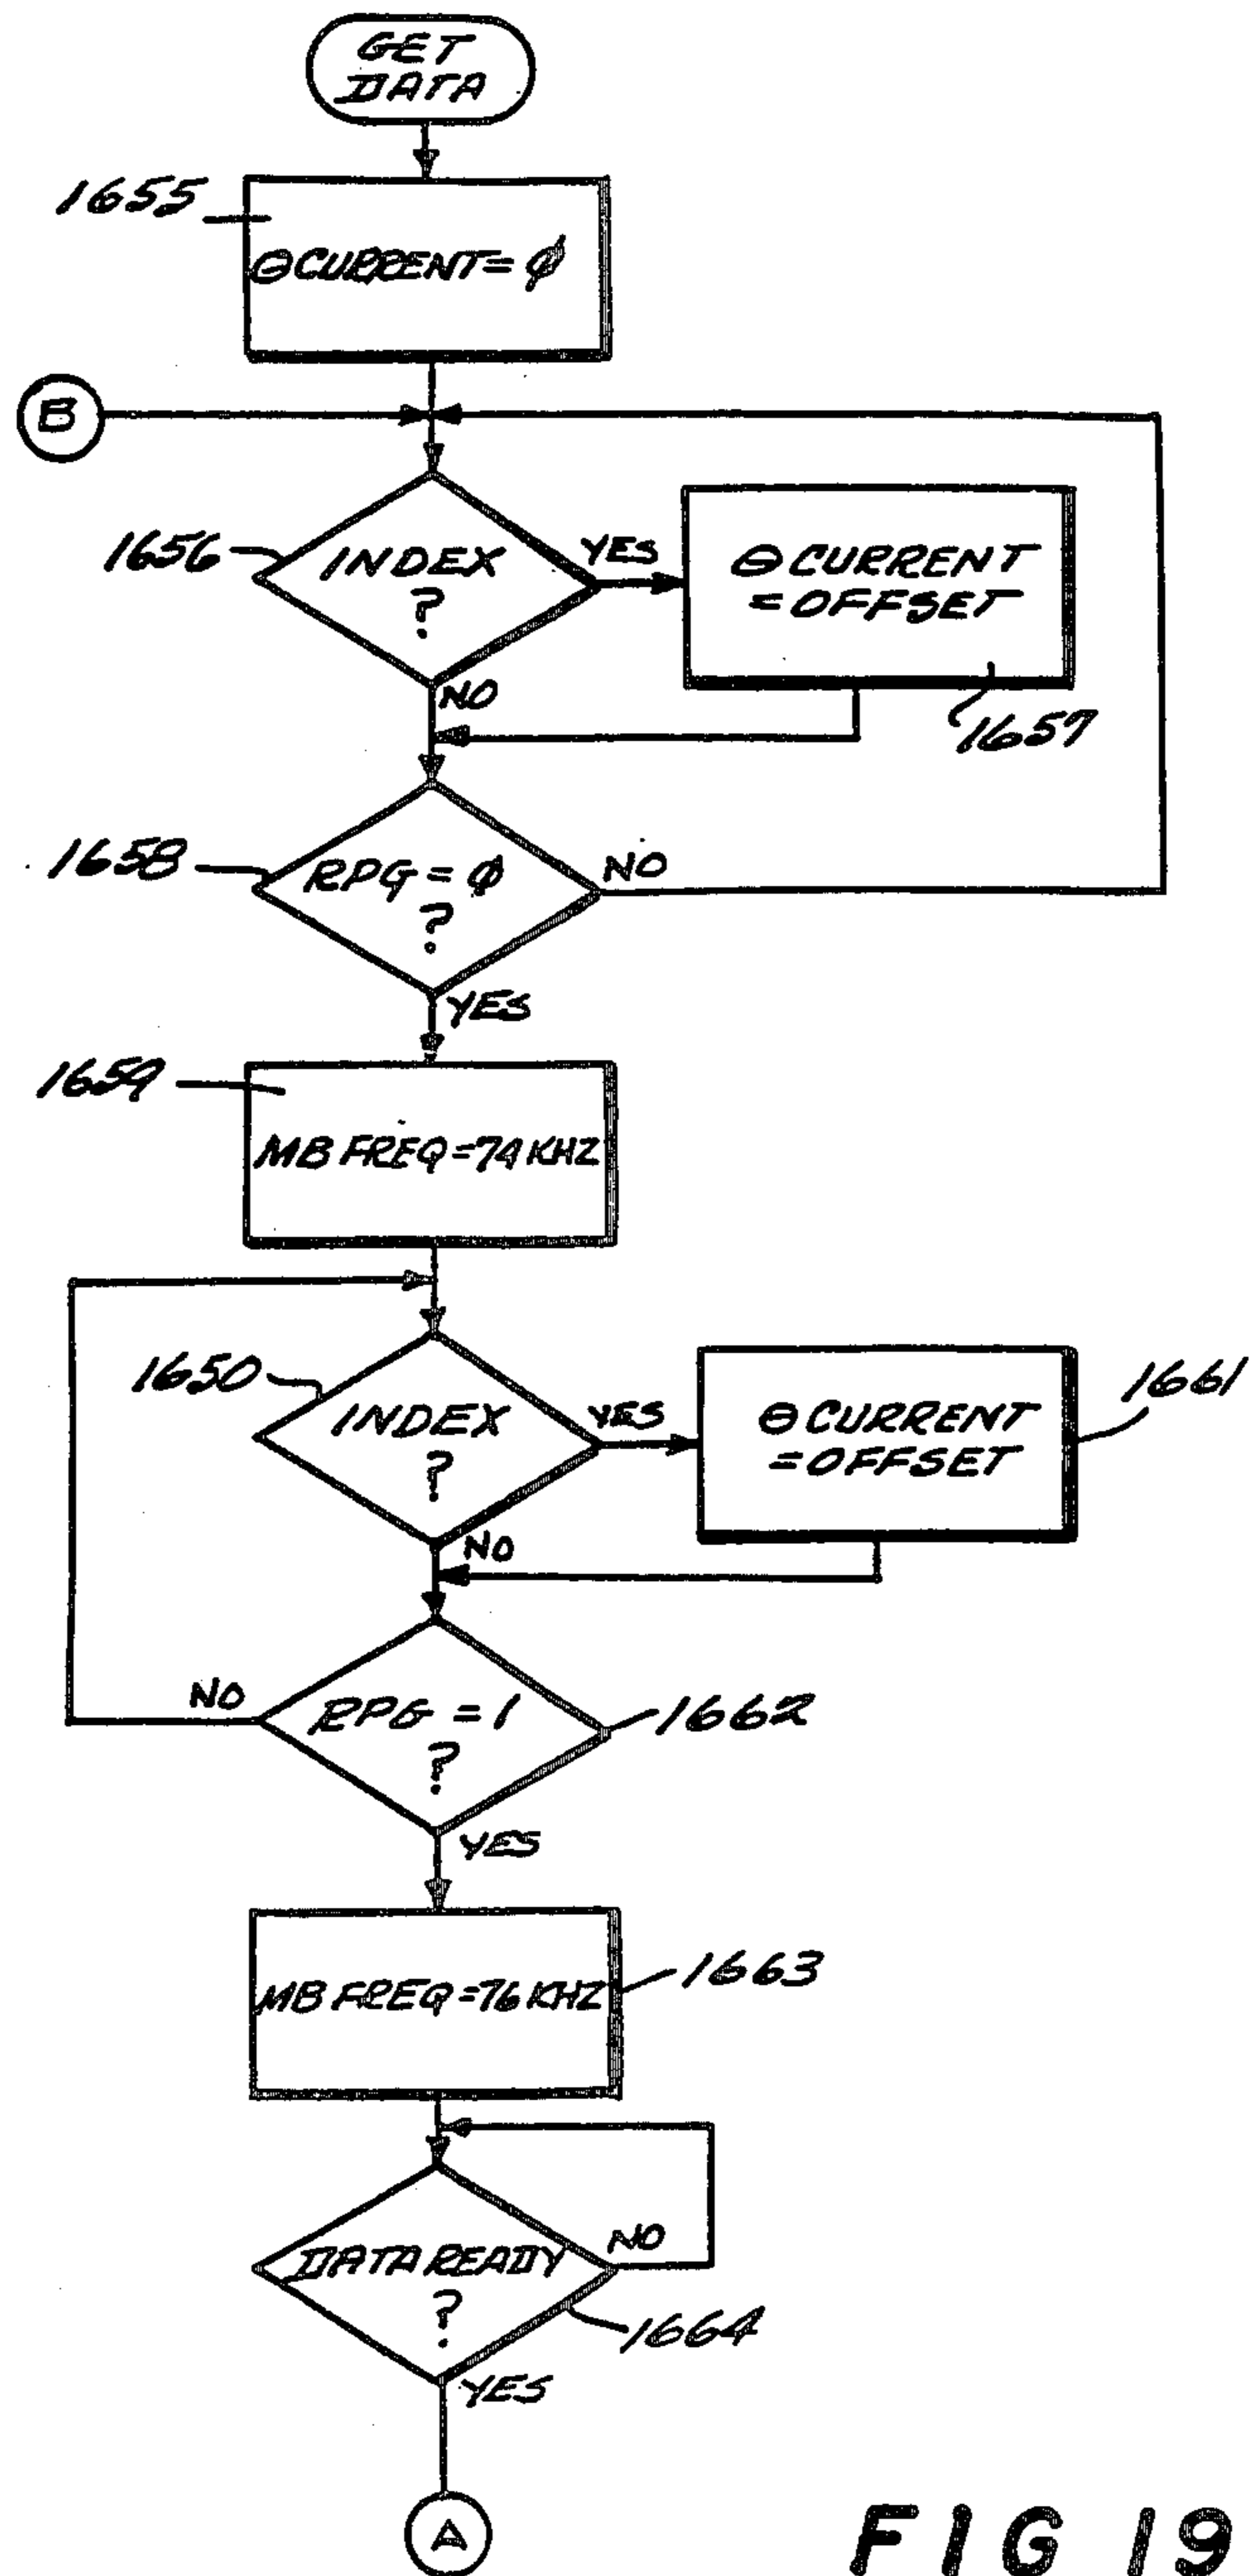 GET
DATA
1655
ΘCURRENT=φ
B
1656
INDEX
?
YES
ΘCURRENT
=OFFSET
1657
NO
1658
RPG=φ
?
NO
YES
1659
MB FREQ=74KHZ
1650
INDEX
?
YES
ΘCURRENT
=OFFSET
1661
NO
RPG=1
?
NO
1662
YES
MB FREQ=76KHZ
1663
DATA READY
?
NO
1664
YES
A
FIG 19